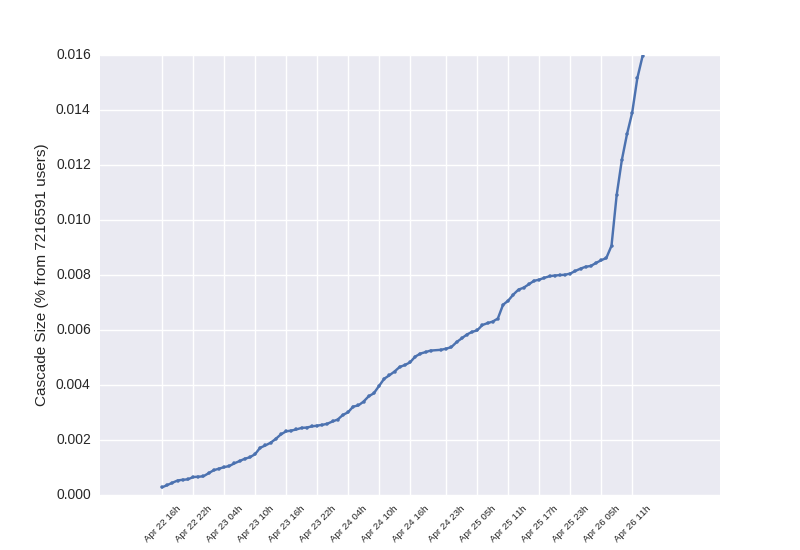 0.016
0.014
0.012
0.010
0.008
0.006
0.004
0.002
0.000
Cascade Size (% from 7216591 users)
Apr 22 16h
Apr 22 22h
Apr 23 04h
Apr 23 10h
Apr 23 16h
Apr 23 22h
Apr 24 04h
Apr 24 10h
Apr 24 16h
Apr 24 23h
Apr 25 05h
Apr 25 11h
Apr 25 17h
Apr 25 23h
Apr 26 05h
Apr 26 11h